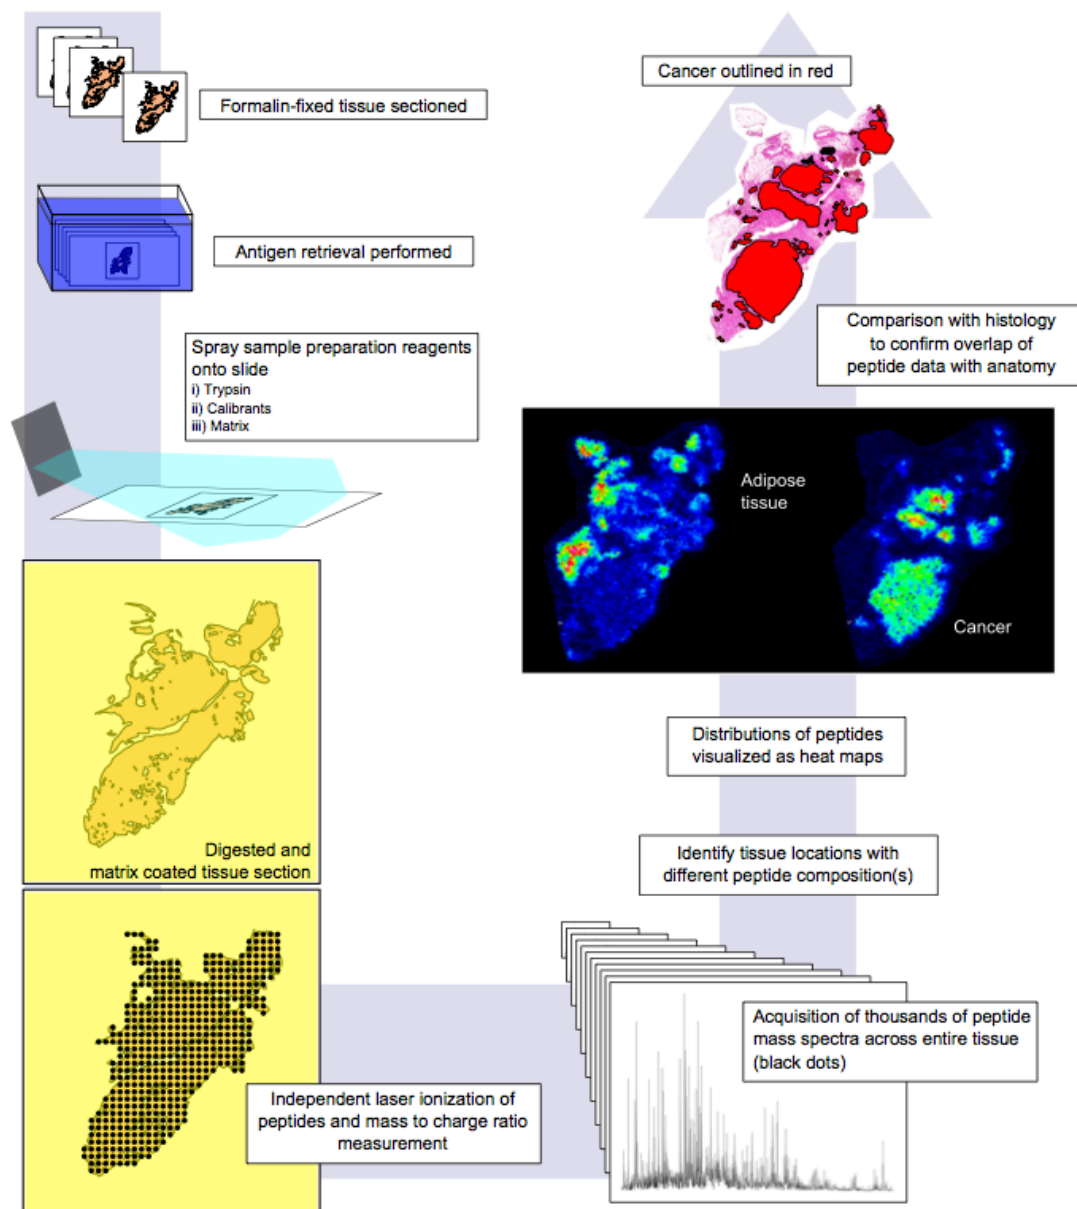 Formalin-fixed tissue sectioned
Antigen retrieval performed
Spray sample preparation reagents
onto slide
i) Trypsin
ii) Calibrants
iii) Matrix
Digested and
matrix coated tissue section
Independent laser ionization of
peptides and mass to charge ratio
measurement
Acquisition of thousands of peptide
mass spectra across entire tissue
(black dots)
Identify tissue locations with
different peptide composition(s)
Distributions of peptides
visualized as heat maps
Adipose
tissue
Cancer
Comparison with histology
to confirm overlap of
peptide data with anatomy
Cancer outlined in red